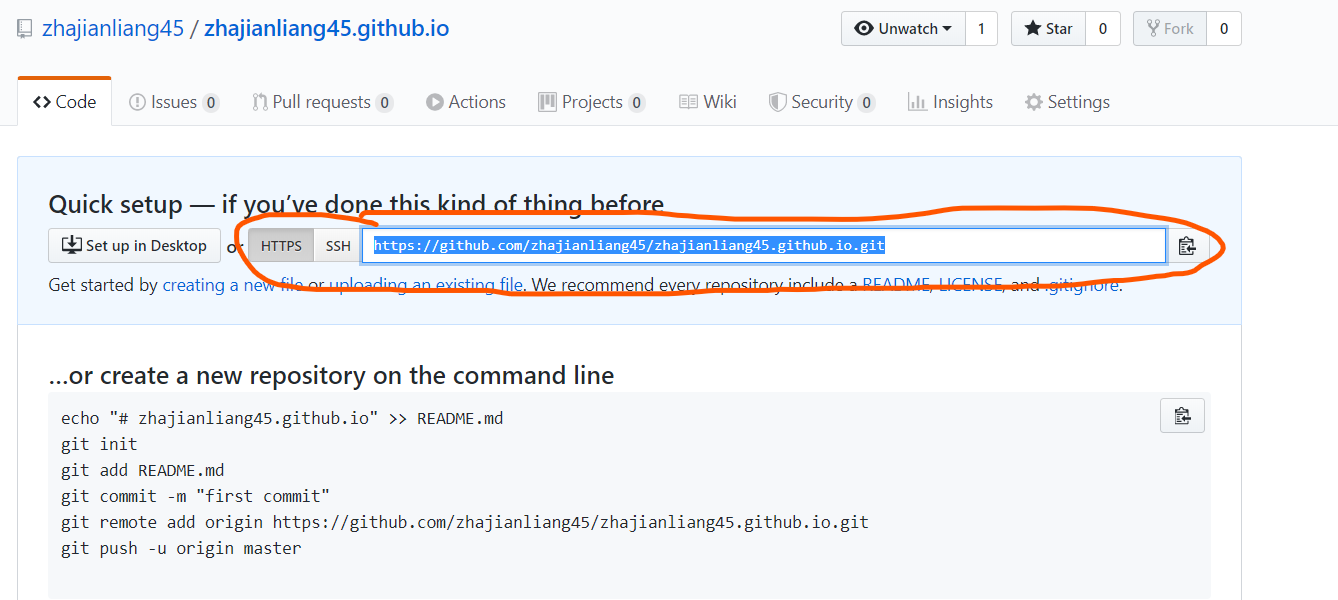 zhajianliang45 / zhajianliang45.github.io
Unwatch 1 Star 0 Fork 0
Code Issues 0 Pull requests 0 Actions Projects 0 Wiki Security 0 Insights Settings
Quick setup — if you've done this kind of thing before
Set up in Desktop or HTTPS SSH https://github.com/zhajianliang45/zhajianliang45.github.io.git
Get started by creating a new file or uploading an existing file. We recommend every repository include a README, LICENSE, and .gitignore.
...or create a new repository on the command line
echo "# zhajianliang45.github.io" >> README.md
git init
git add README.md
git commit -m "first commit"
git remote add origin https://github.com/zhajianliang45/zhajianliang45.github.io.git
git push -u origin master